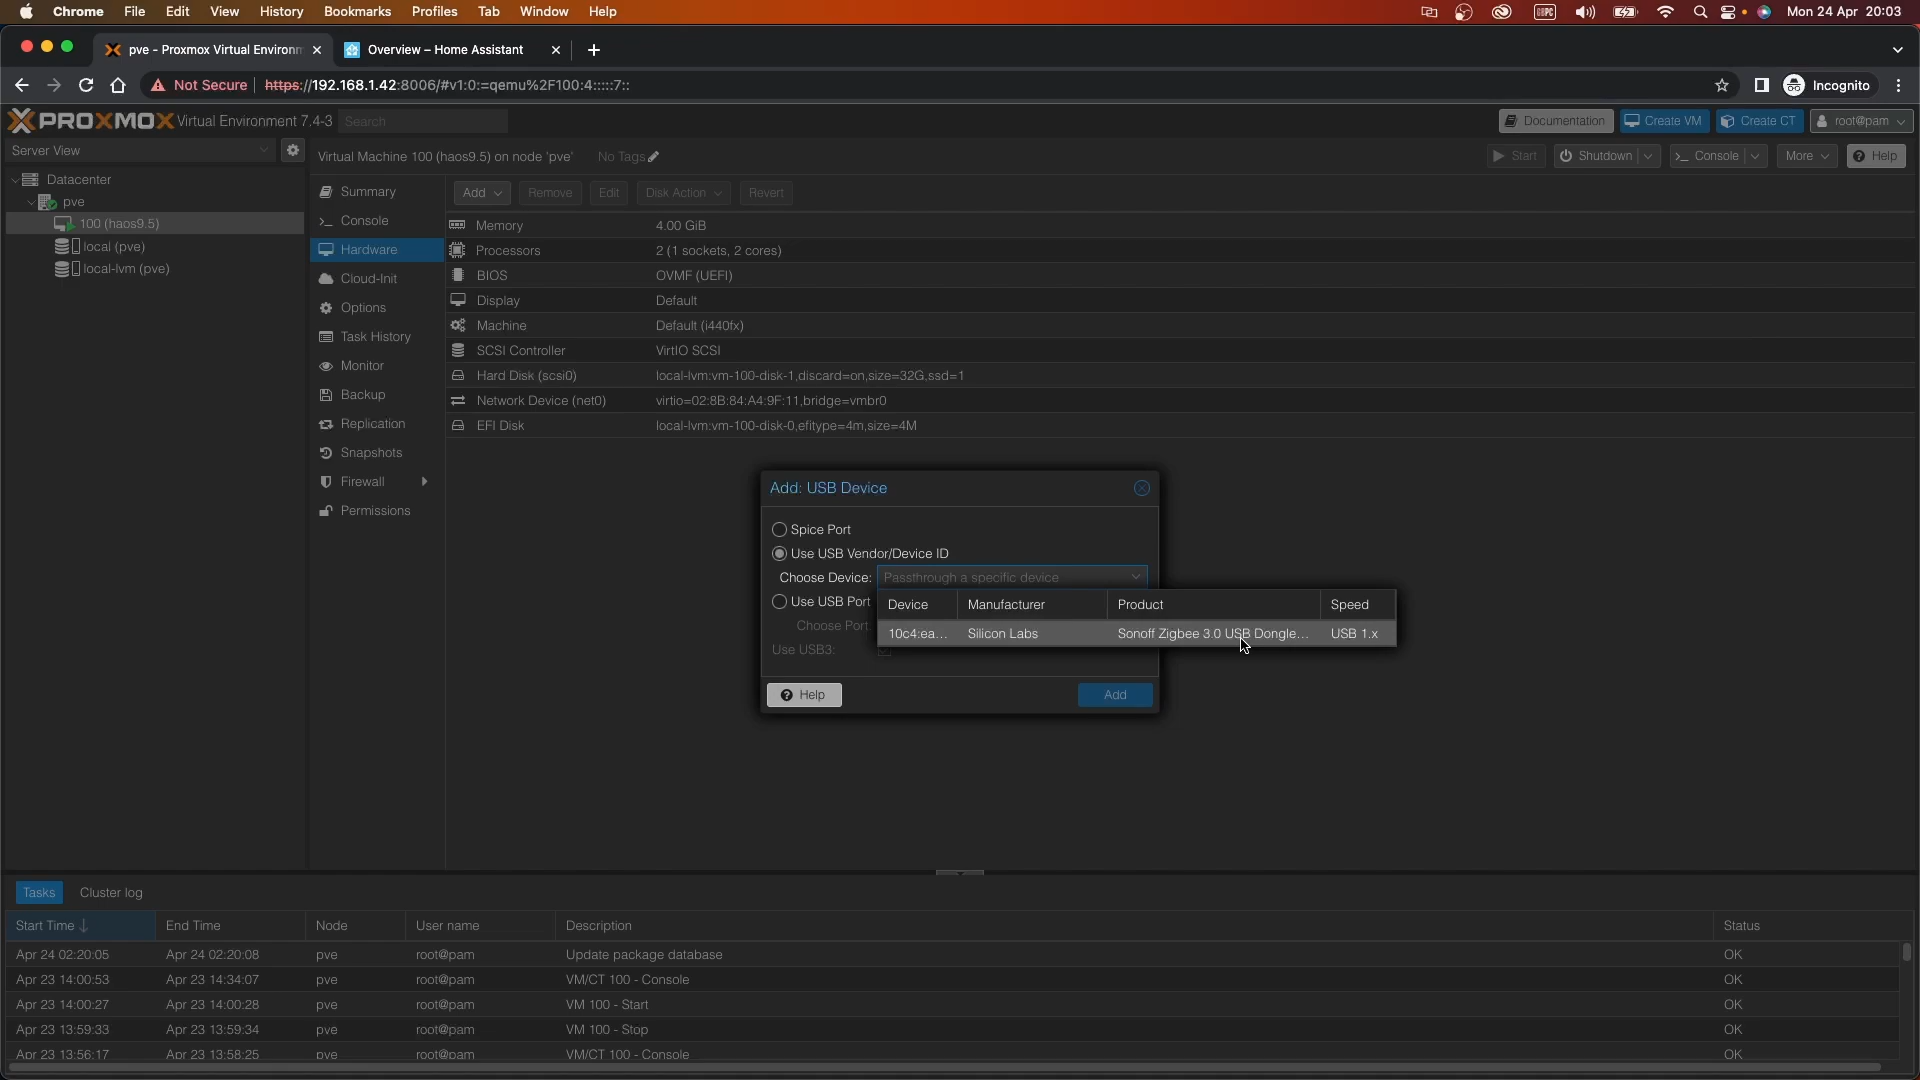 Chrome File Edit View History Bookmarks Profiles Tab Window Help Mon 24 Apr 20:03
pve - Proxmox Virtual Environm Overview – Home Assistant
Not Secure https://192.168.1.42:8006/#v1:0:=qemu%2F100:4:::::7:: Incognito
PROXMOX Virtual Environment 7.4-3 Search Documentation Create VM Create CT root@pam
Server View
Virtual Machine 100 (haos9.5) on node 'pve' No Tags Start Shutdown Console More Help
Datacenter
pve
100 (haos9.5)
local (pve)
local-lvm (pve)
Summary
Console
Hardware
Cloud-Init
Options
Task History
Monitor
Backup
Replication
Snapshots
Firewall
Permissions
Add Remove Edit Disk Action Revert
Memory 4.00 GiB
Processors 2 (1 sockets, 2 cores)
BIOS OVMF (UEFI)
Display Default
Machine Default (i440fx)
SCSI Controller VirtIO SCSI
Hard Disk (scsi0) local-lvm:vm-100-disk-1,discard=on,size=32G,ssd=1
Network Device (net0) virtio=02:8B:84:A4:9F:11,bridge=vmbr0
EFI Disk local-lvm:vm-100-disk-0,efitype=4m,size=4M
Add: USB Device
Spice Port
Use USB Vendor/Device ID
Choose Device: Passthrough a specific device
Use USB Port
Choose Port
Use USB3:
Device Manufacturer Product Speed
10c4:ea... Silicon Labs Sonoff Zigbee 3.0 USB Dongle... USB 1.x
Help Add
Tasks Cluster log
Start Time End Time Node User name Description Status
Apr 24 02:20:05 Apr 24 02:20:08 pve root@pam Update package database OK
Apr 23 14:00:53 Apr 23 14:34:07 pve root@pam VM/CT 100 - Console OK
Apr 23 14:00:27 Apr 23 14:00:28 pve root@pam VM 100 - Start OK
Apr 23 13:59:33 Apr 23 13:59:34 pve root@pam VM 100 - Stop OK
Apr 23 13:56:17 Apr 23 13:58:25 pve root@pam VM/CT 100 - Console OK